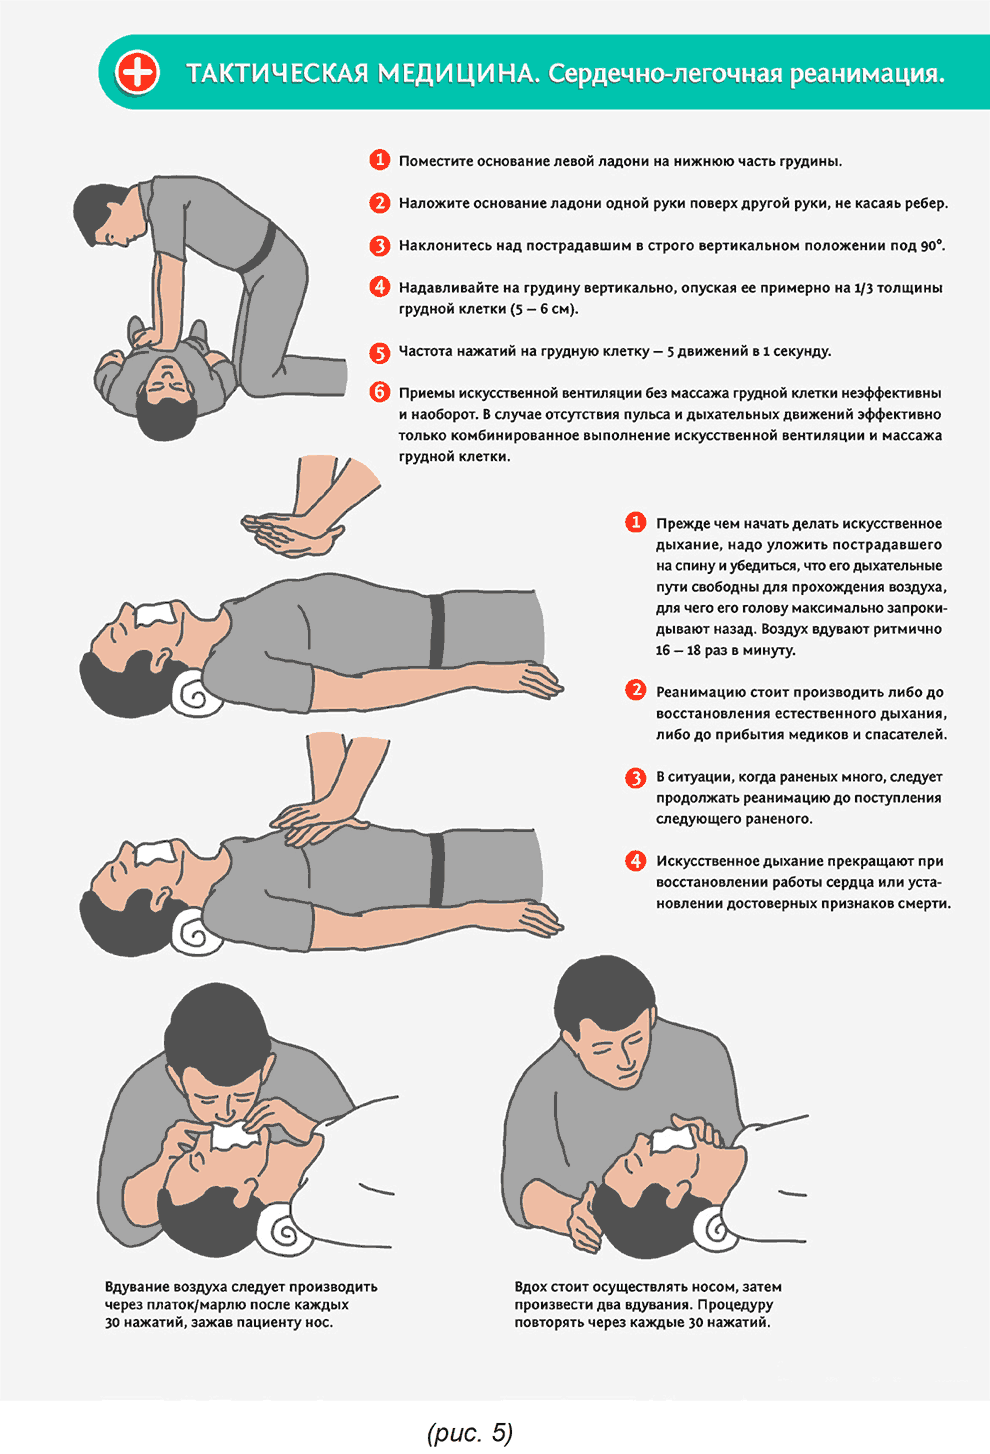 ТАКТИЧЕСКАЯ МЕДИЦИНА. Сердечно-легочная реанимация.
1 Поместите основание левой ладони на нижнюю часть грудины.
2 Наложите основание ладони одной руки поверх другой руки, не касаяь ребер.
3 Наклонитесь над пострадавшим в строго вертикальном положении под 90°.
4 Надавливайте на грудину вертикально, опуская ее примерно на 1/3 толщины
грудной клетки (5 – 6 см).
5 Частота нажатий на грудную клетку – 5 движений в 1 секунду.
6 Приемы искусственной вентиляции без массажа грудной клетки неэффективны
и наоборот. В случае отсутствия пульса и дыхательных движений эффективно
только комбинированное выполнение искусственной вентиляции и массажа
грудной клетки.
1 Прежде чем начать делать искусственное
дыхание, надо уложить пострадавшего
на спину и убедиться, что его дыхательные
пути свободны для прохождения воздуха,
для чего его голову максимально запроки-
дывают назад. Воздух вдувают ритмично
16 – 18 раз в минуту.
2 Реанимацию стоит производить либо до
восстановления естественного дыхания,
либо до прибытия медиков и спасателей.
3 В ситуации, когда раненых много, следует
продолжать реанимацию до поступления
следующего раненого.
4 Искусственное дыхание прекращают при
восстановлении работы сердца или уста-
новлении достоверных признаков смерти.
Вдувание воздуха следует производить
через платок/марлю после каждых
30 нажатий, зажав пациенту нос.
Вдох стоит осуществлять носом, затем
произвести два вдувания. Процедуру
повторять через каждые 30 нажатий.
(рис. 5)